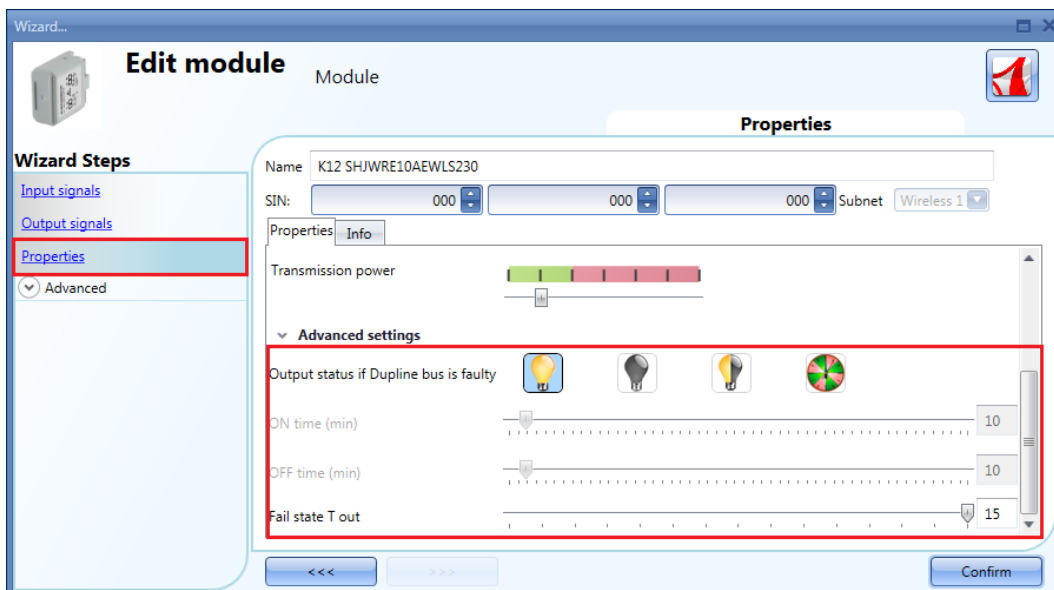 Wizard...
Edit module
Module
Properties
Wizard Steps
Input signals
Output signals
Properties
Advanced
Name K12 SHJWRE10AEWLS230
SIN: 000 000 000 Subnet Wireless 1
Properties Info
Transmission power
Advanced settings
Output status if Dupline bus is faulty
ON time (min) 10
OFF time (min) 10
Fail state T out 15
<<< >>> Confirm